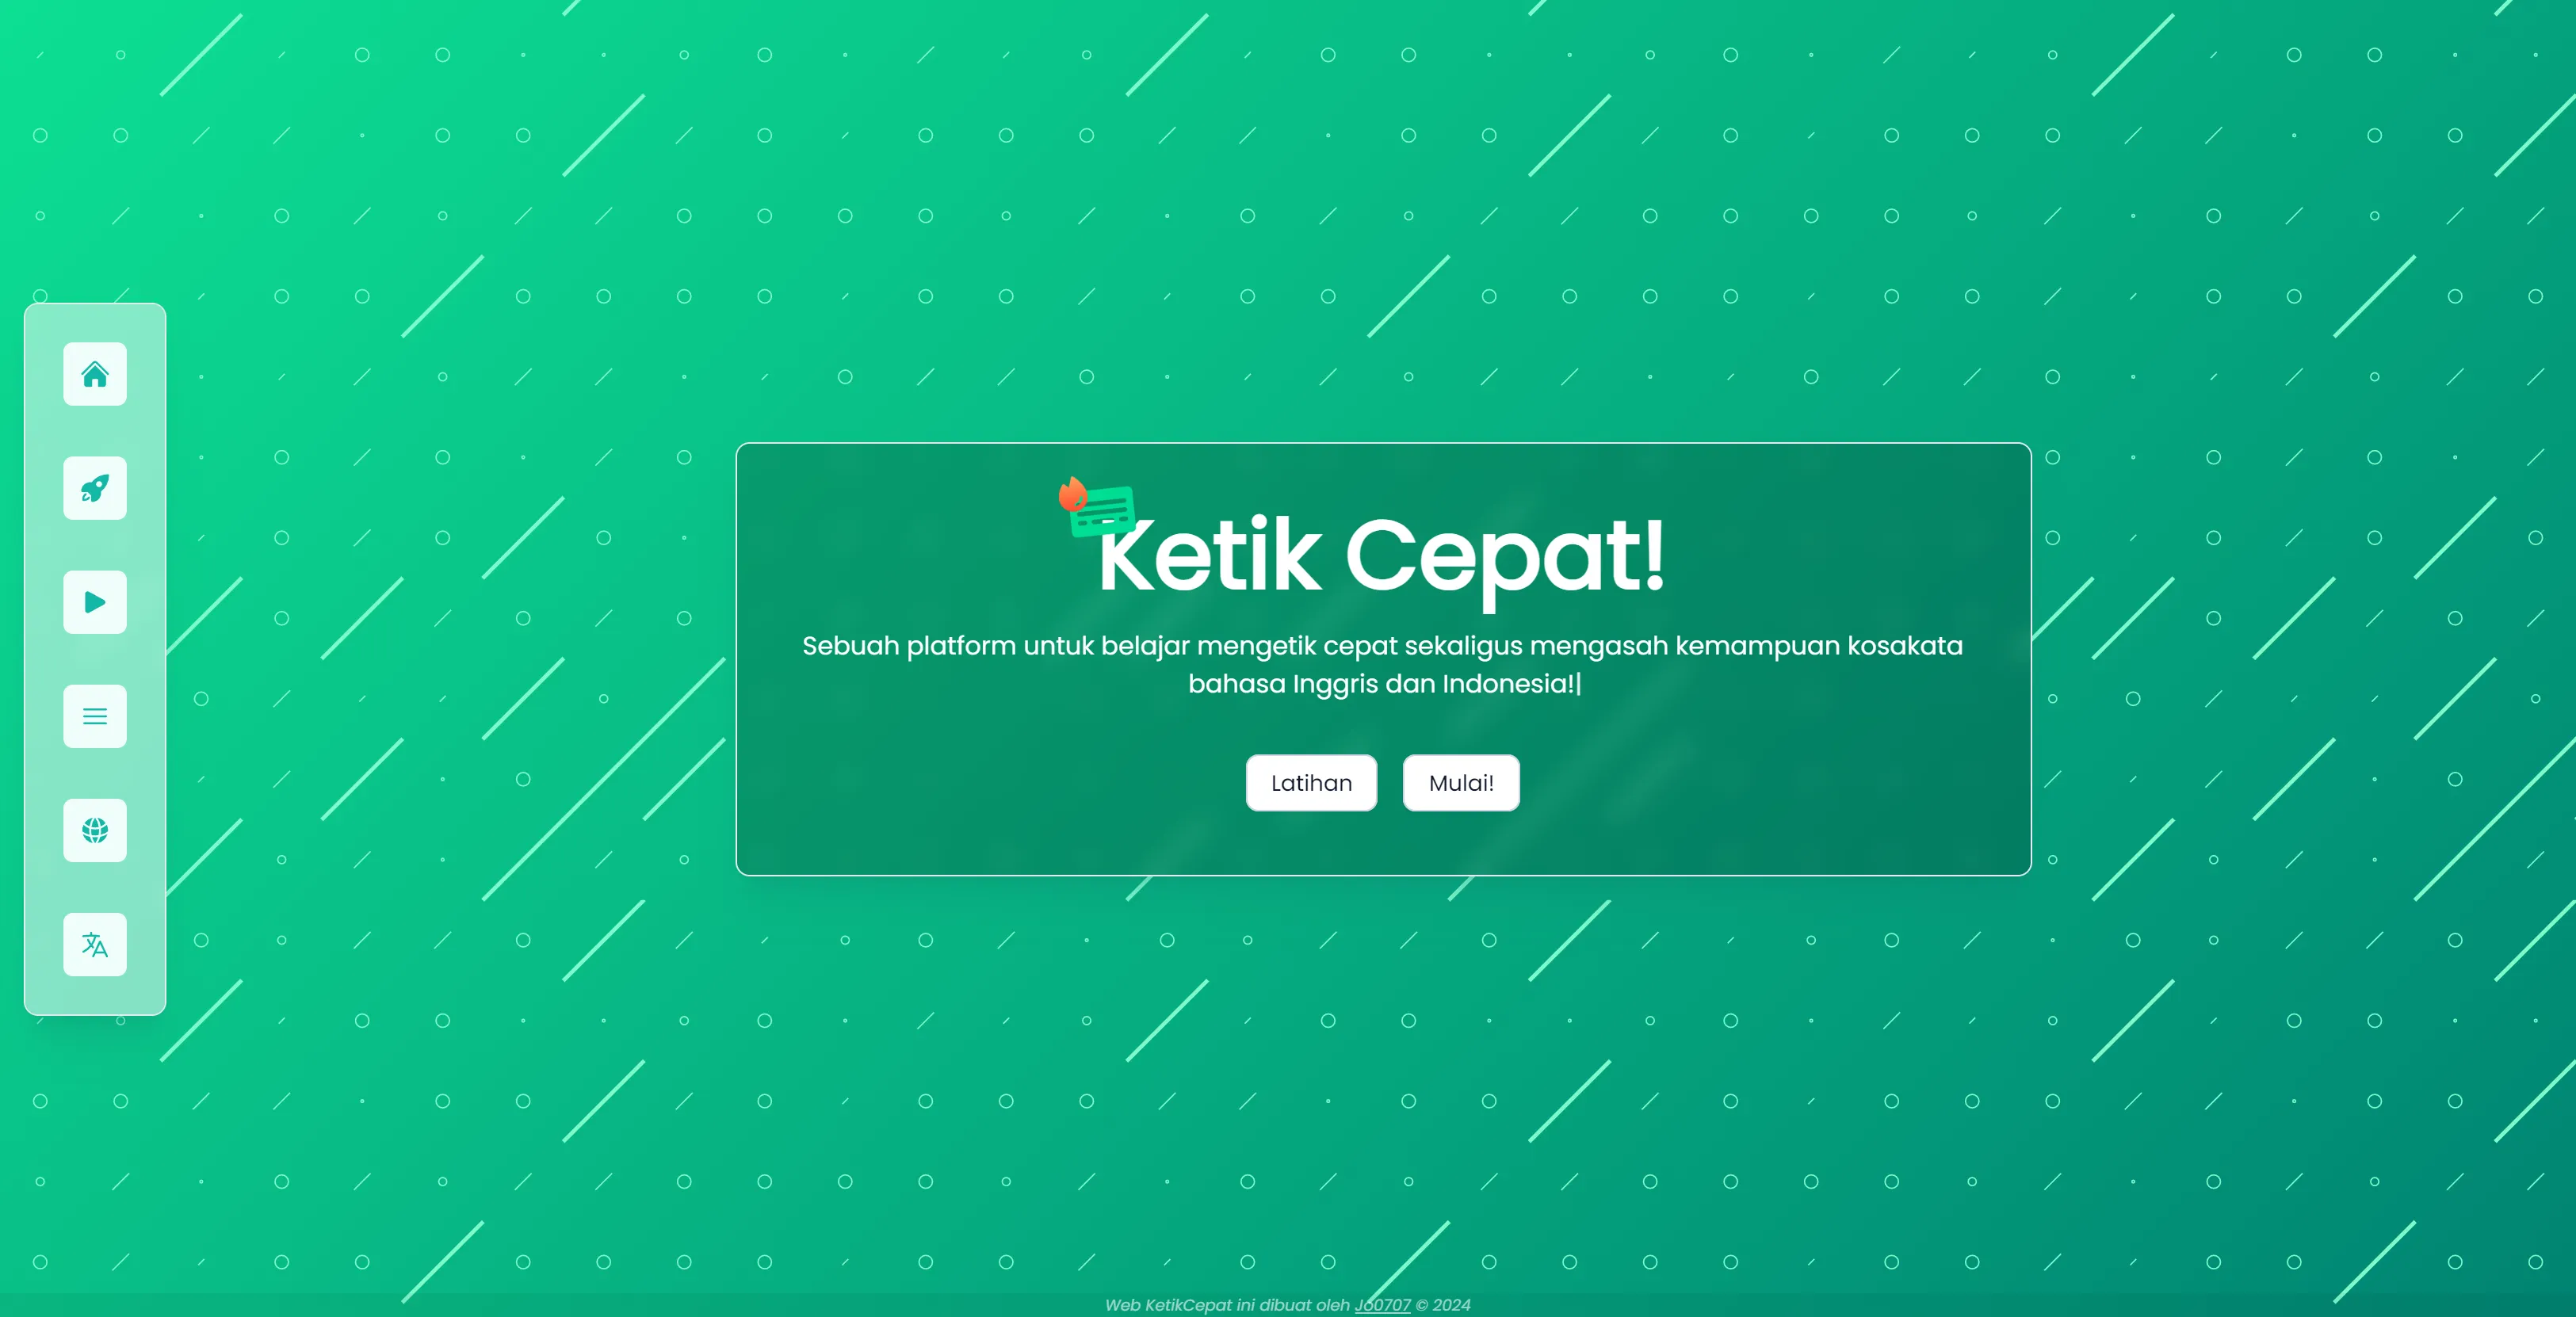 Ketik Cepat!
Sebuah platform untuk belajar mengetik cepat sekaligus mengasah kemampuan kosakata
bahasa Inggris dan Indonesia!|
Latihan Mulai!
Web KetikCepat ini dibuat oleh Jo0707 © 2024